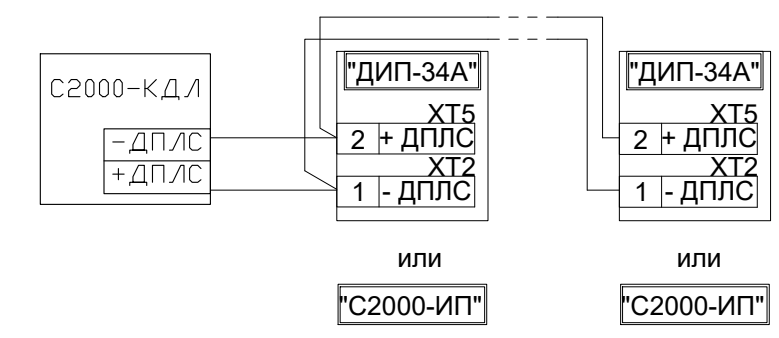 С2000-КДЛ
-ДПЛС
+ДПЛС
"ДИП-34А"
XT5
2 + ДПЛС
XT2
1 - ДПЛС
или
"С2000-ИП"
"ДИП-34А"
XT5
2 + ДПЛС
XT2
1 - ДПЛС
или
"С2000-ИП"